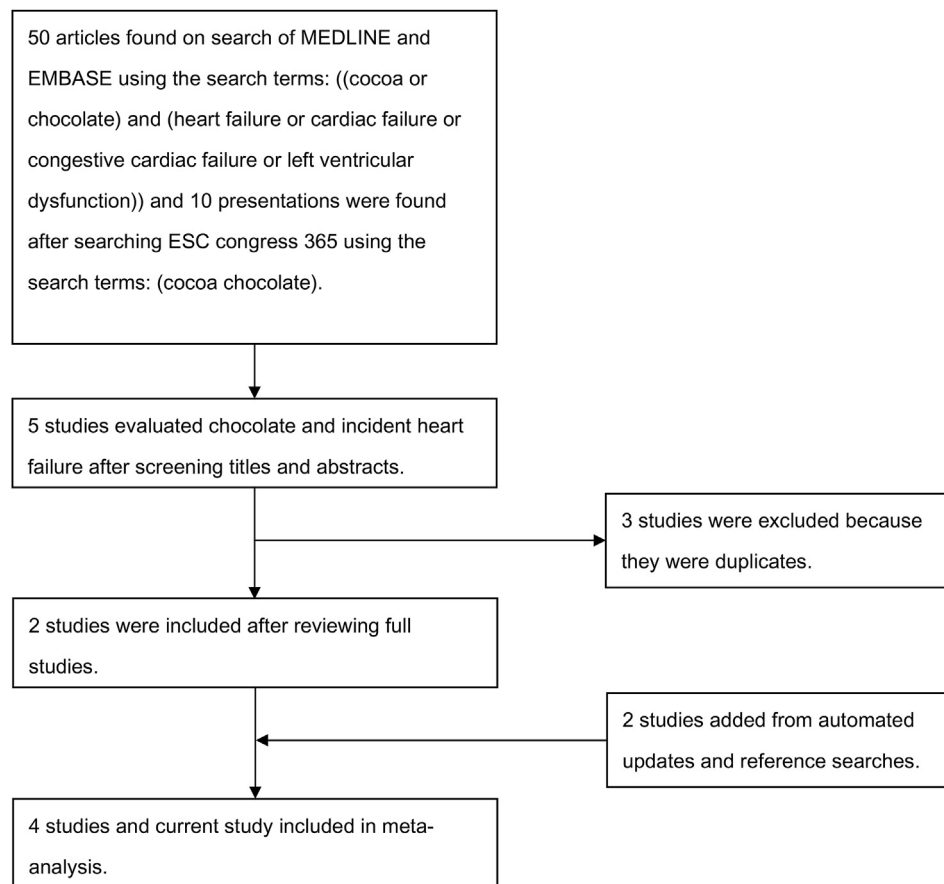 50 articles found on search of MEDLINE and
EMBASE using the search terms: ((cocoa or
chocolate) and (heart failure or cardiac failure or
congestive cardiac failure or left ventricular
dysfunction)) and 10 presentations were found
after searching ESC congress 365 using the
search terms: (cocoa chocolate).
5 studies evaluated chocolate and incident heart
failure after screening titles and abstracts.
3 studies were excluded because
they were duplicates.
2 studies were included after reviewing full
studies.
2 studies added from automated
updates and reference searches.
4 studies and current study included in meta-
analysis.